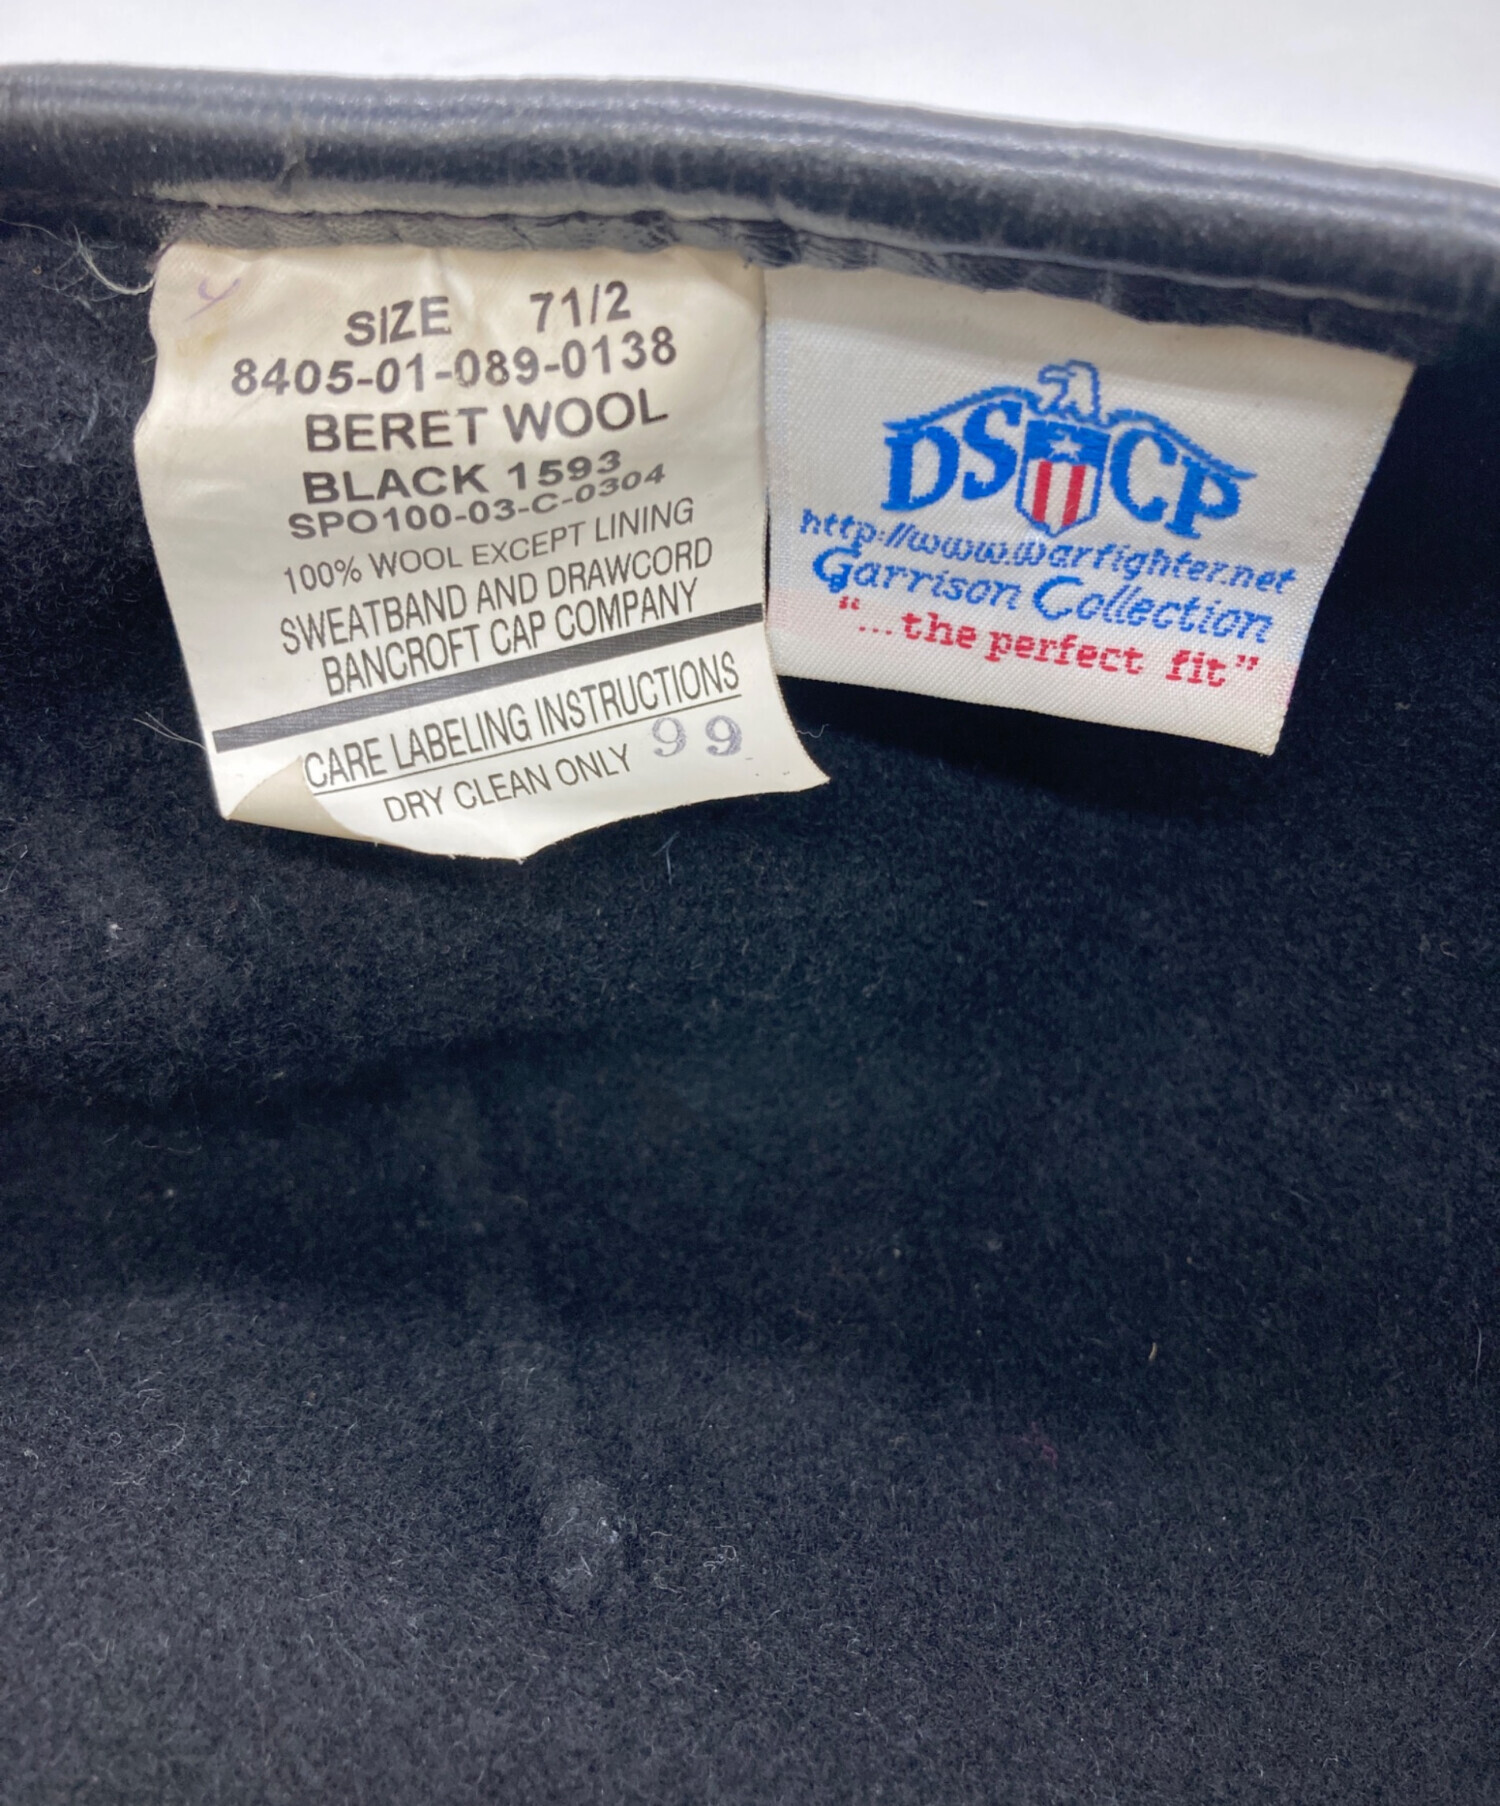 SIZE 71/2
8405-01-089-0138
BERET WOOL
BLACK 1593
SPO100-03-C-0304
100% WOOL EXCEPT LINING
SWEATBAND AND DRAWCORD
BANCROFT CAP COMPANY
CARE LABELING INSTRUCTIONS
DRY CLEAN ONLY 99
DSCP
http://www.warfighter.net
Garrison Collection
"...the perfect fit"